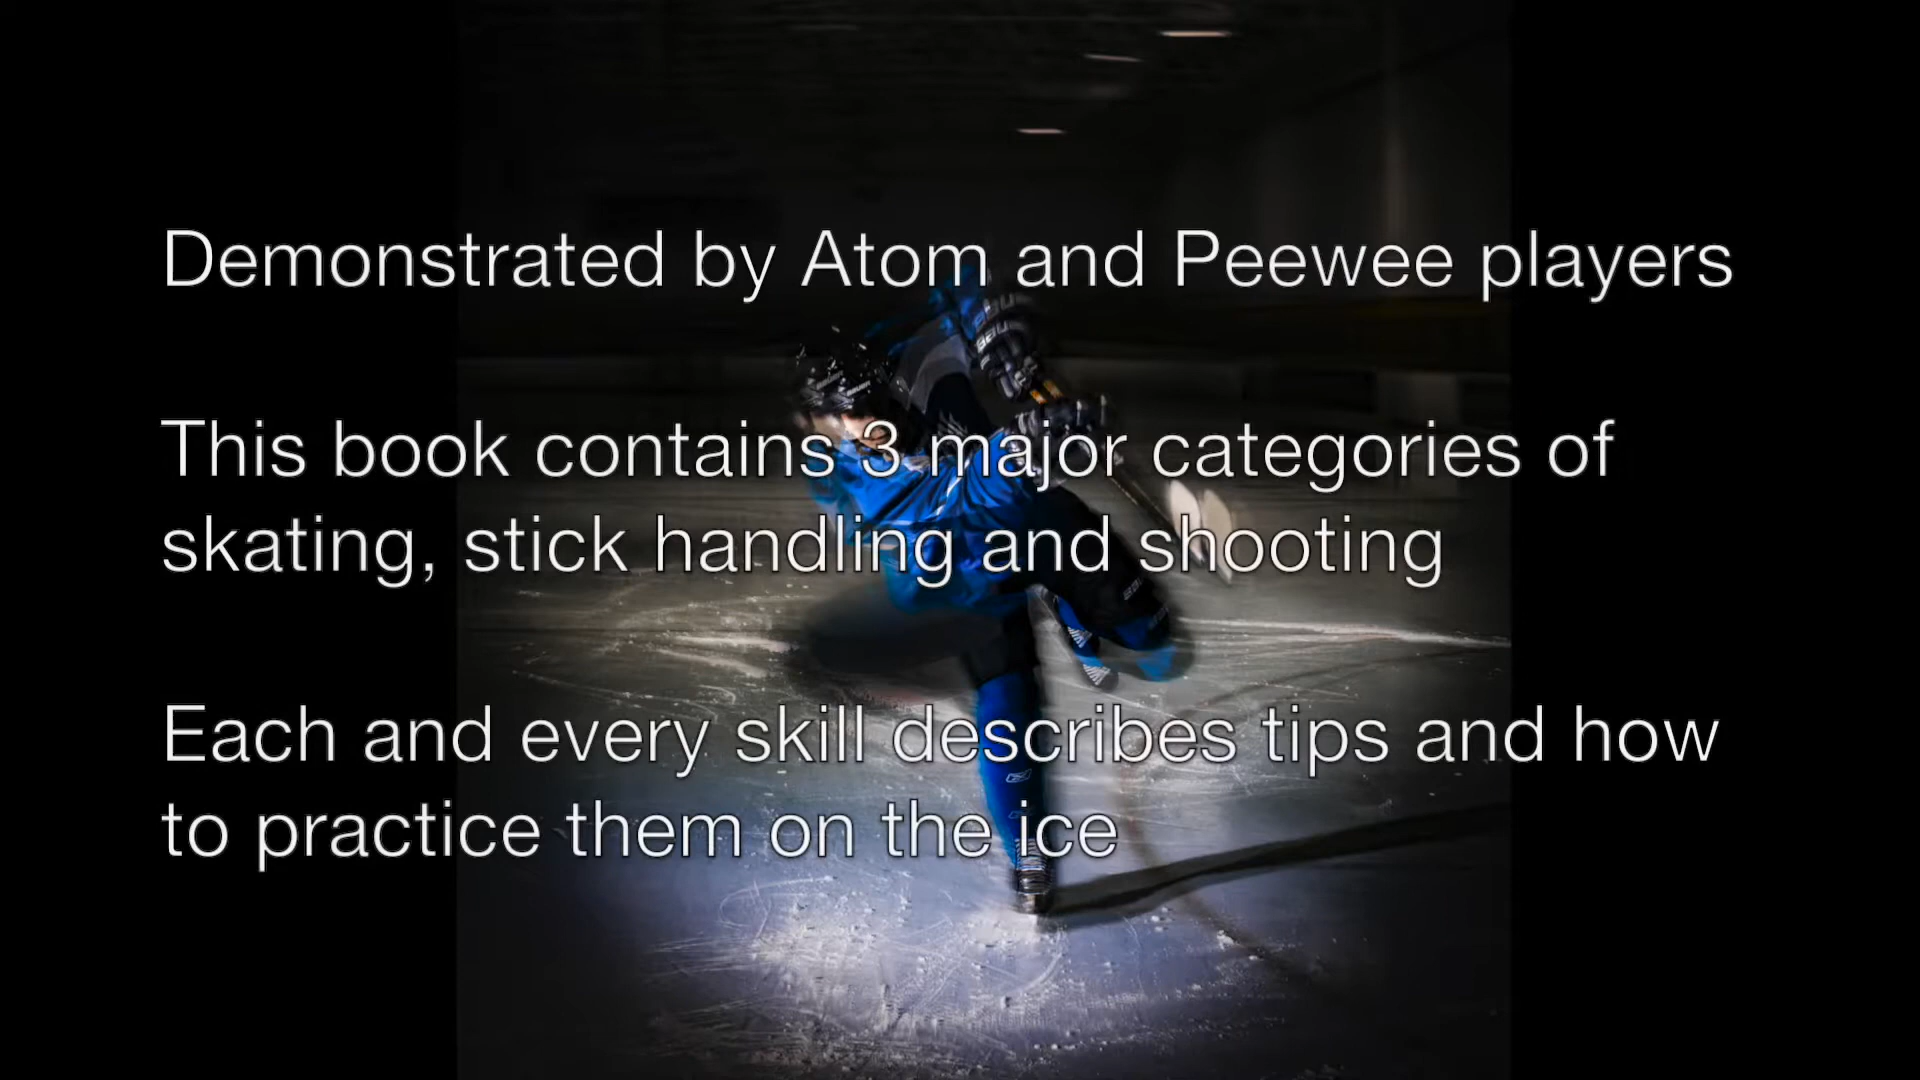 Demonstrated by Atom and Peewee players
This book contains 3 major categories of
skating, stick handling and shooting
Each and every skill describes tips and how
to practice them on the ice